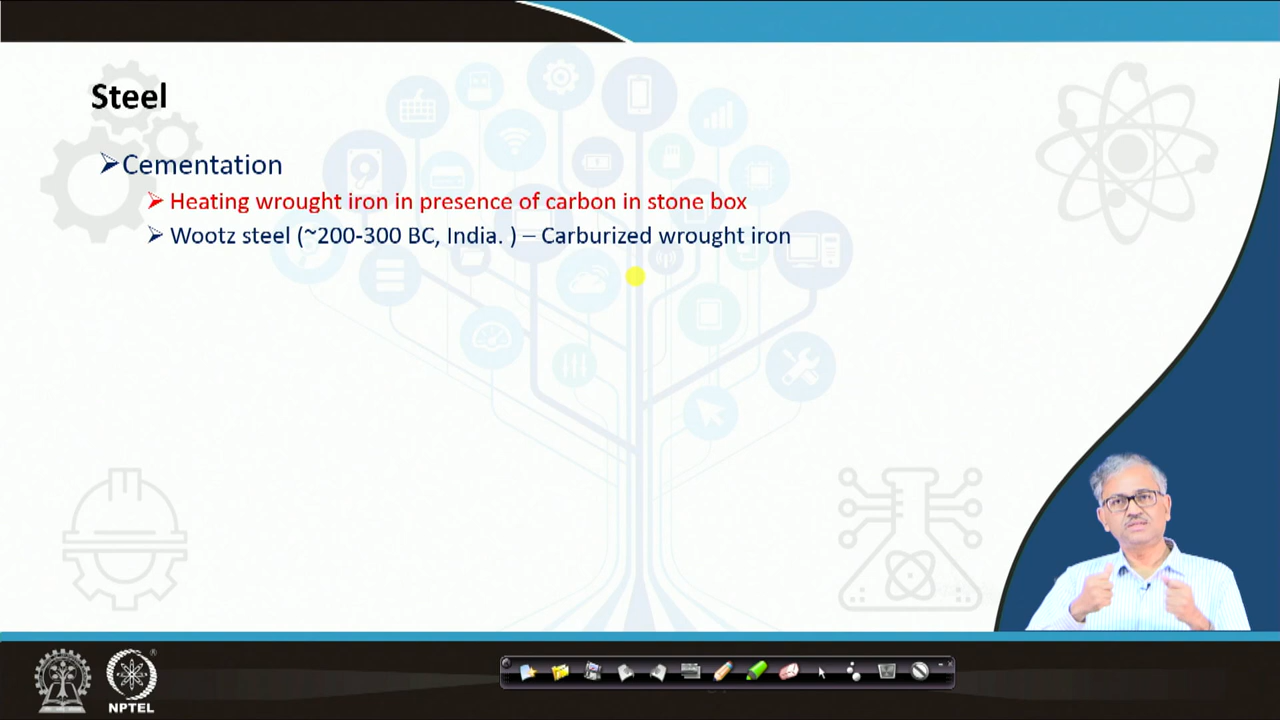 Steel
➢Cementation
➢ Heating wrought iron in presence of carbon in stone box
➢ Wootz steel (~200-300 BC, India. ) – Carburized wrought iron
NPTEL